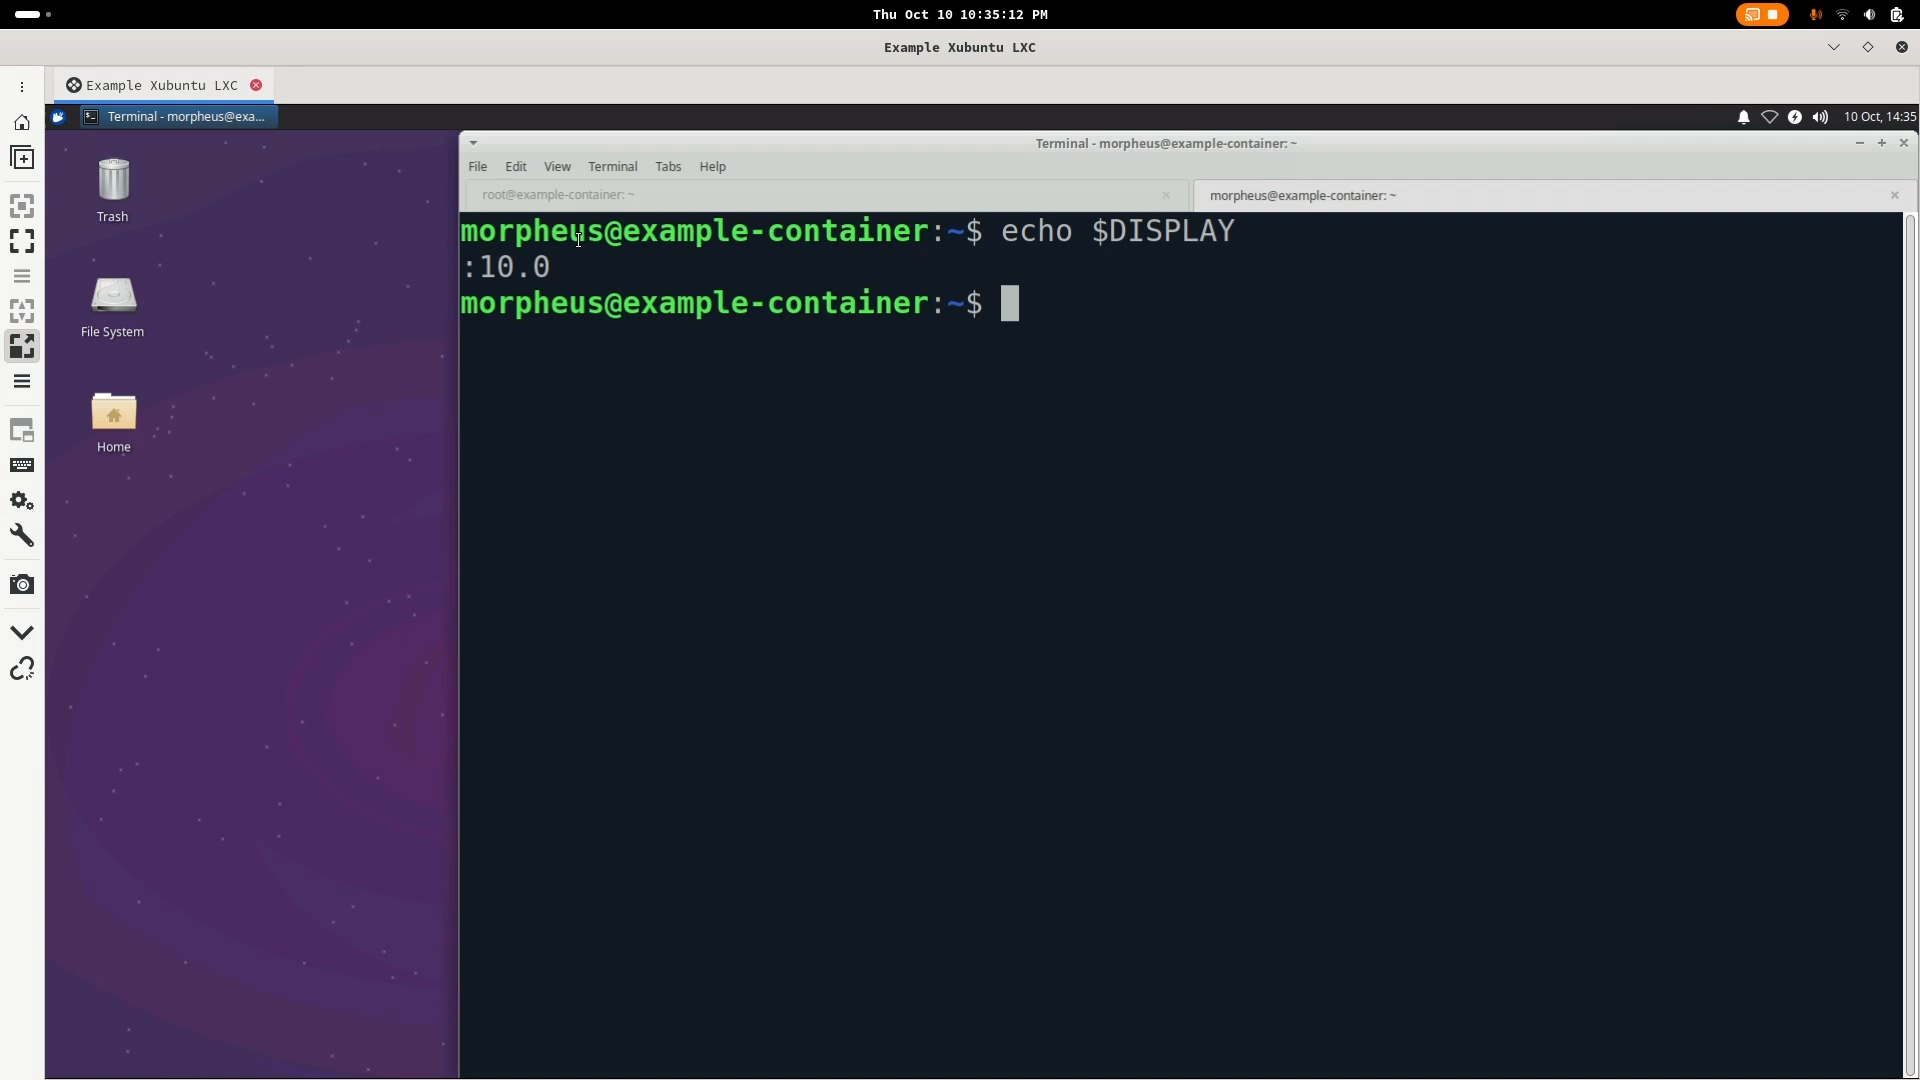 Thu Oct 10 10:35:12 PM
Example Xubuntu LXC
Example Xubuntu LXC
Terminal - morpheus@exa...
10 Oct, 14:35
Trash
File System
Home
Terminal - morpheus@example-container: ~
File Edit View Terminal Tabs Help
root@example-container: ~
morpheus@example-container: ~
morpheus@example-container:~$ echo $DISPLAY
:10.0
morpheus@example-container:~$